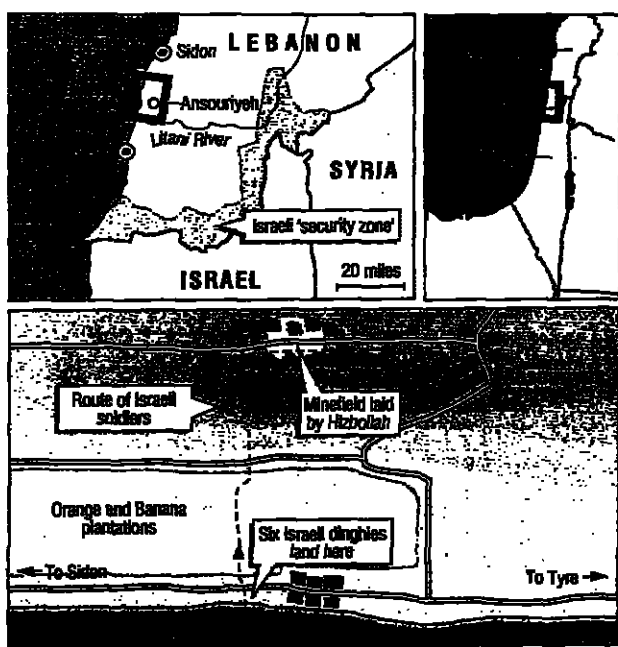 Sidon
LEBANON
Ansouriyeh
Litani River
SYRIA
Israeli 'security zone'
ISRAEL
20 miles
Route of Israeli
soldiers
Minefield laid
by Hizbollah
Orange and Banana
plantations
Six Israeli dinghies
land here
To Sidon
To Tyre